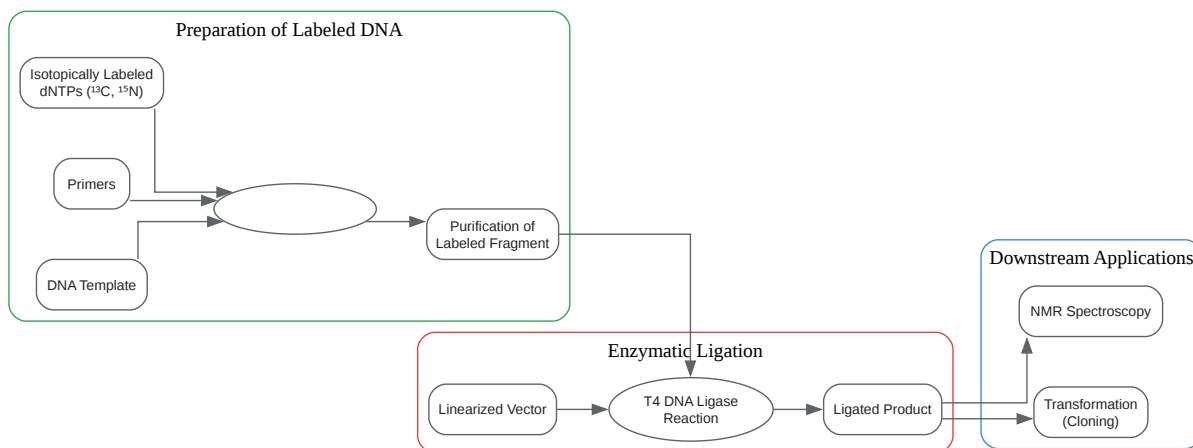 Preparation of Labeled DNA
Isotopically Labeled
dNTPs (¹³C, ¹⁵N)
Primers
DNA Template
Purification of
Labeled Fragment
Enzymatic Ligation
Linearized Vector
T4 DNA Ligase
Reaction
Ligated Product
Downstream Applications
NMR Spectroscopy
Transformation
(Cloning)